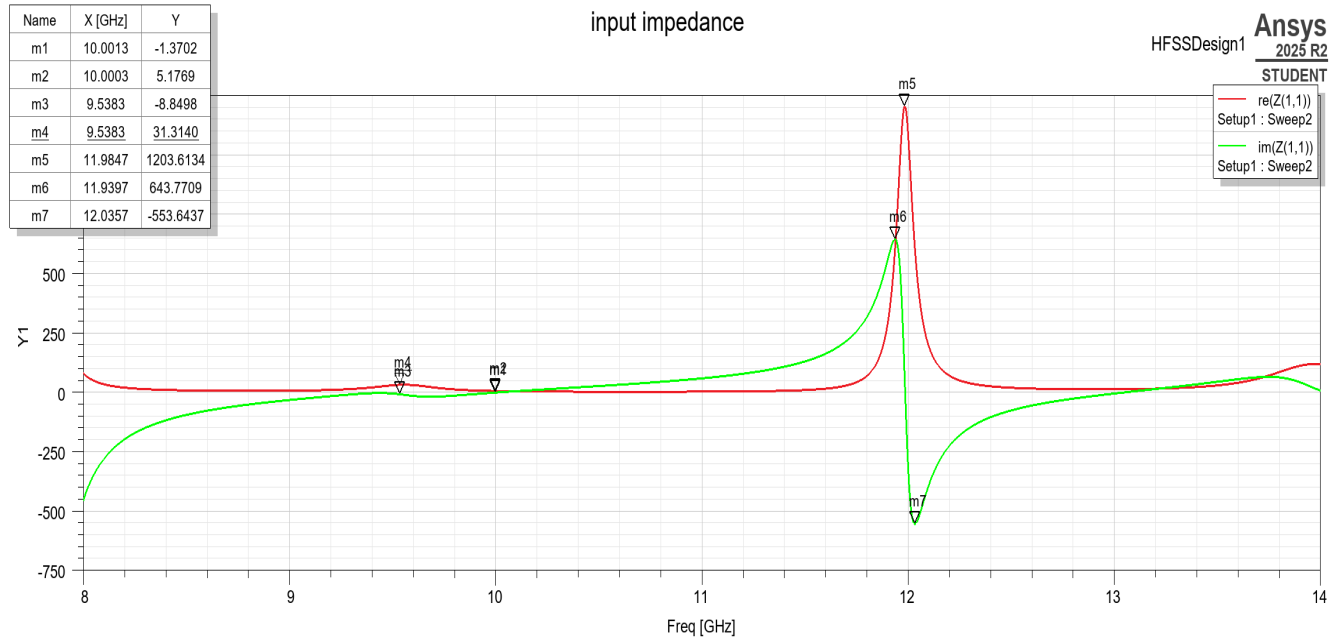 input impedance
Name X [GHz] Y
m1 10.0013 -1.3702
m2 10.0003 5.1769
m3 9.5383 -8.8498
m4 9.5383 31.3140
m5 11.9847 1203.6134
m6 11.9397 643.7709
m7 12.0357 -553.6437
HFSSDesign1
Ansys
2025 R2
STUDENT
re(Z(1,1))
Setup1 : Sweep2
im(Z(1,1))
Setup1 : Sweep2
m5
m6
m4
m3
m2
m7
500
250
0
-250
-500
-750
Y1
8 9 10 11 12 13 14
Freq [GHz]